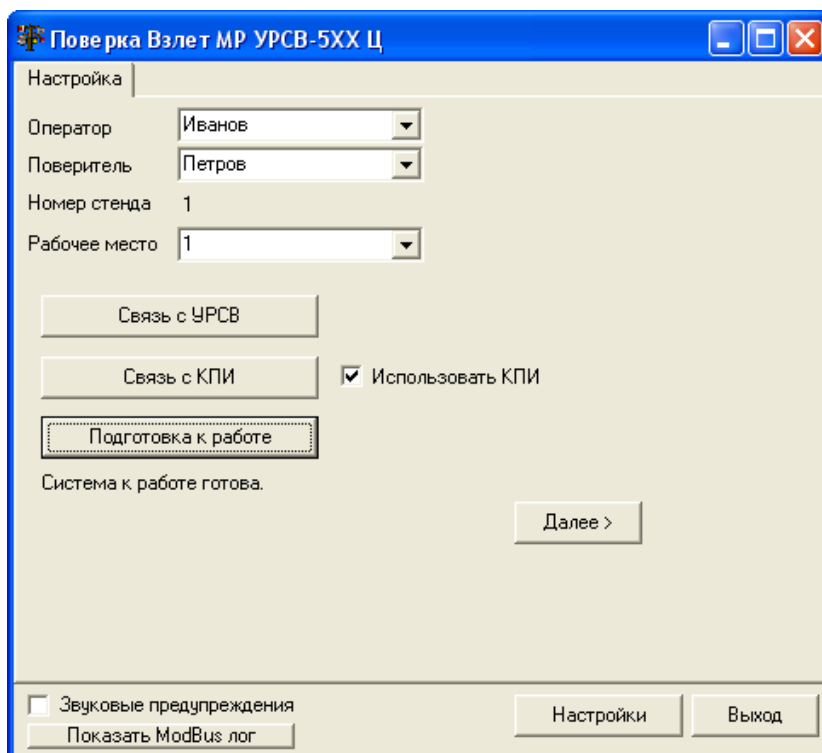 Поверка Взлет МР УРСВ-5ХХ Ц
Настройка
Оператор Иванов
Поверитель Петров
Номер стенда 1
Рабочее место 1
Связь с УРСВ
Связь с КПИ Использовать КПИ
Подготовка к работе
Система к работе готова.
Далее >
Звуковые предупреждения
Настройки Выход
Показать ModBus лог